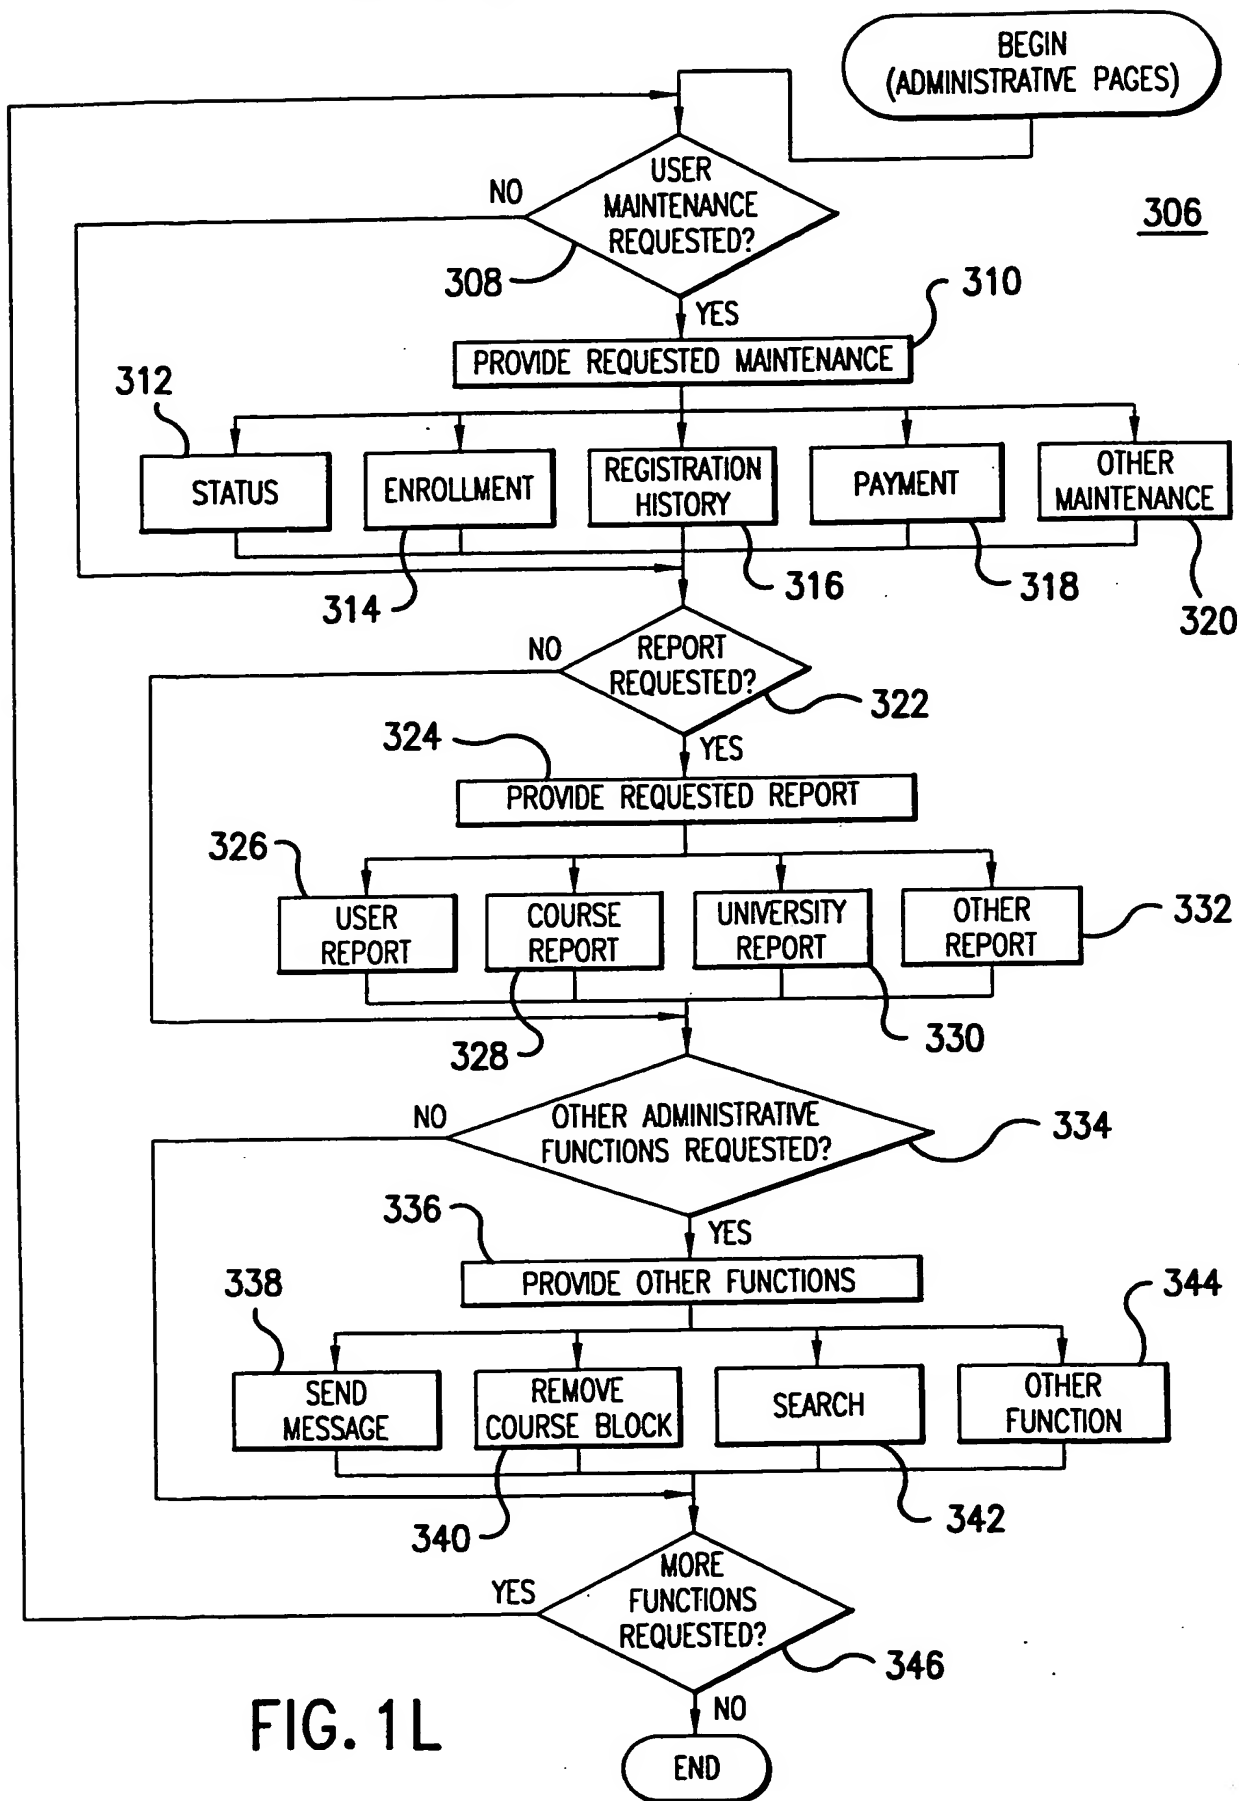 BEGIN
(ADMINISTRATIVE PAGES)
USER
MAINTENANCE
REQUESTED?
NO
306
308
YES
310
PROVIDE REQUESTED MAINTENANCE
312
STATUS
ENROLLMENT
REGISTRATION
HISTORY
PAYMENT
OTHER
MAINTENANCE
314
316
318
320
REPORT
REQUESTED?
NO
322
YES
324
PROVIDE REQUESTED REPORT
326
USER
REPORT
COURSE
REPORT
UNIVERSITY
REPORT
OTHER
REPORT
332
328
330
NO
OTHER ADMINISTRATIVE
FUNCTIONS REQUESTED?
334
YES
336
PROVIDE OTHER FUNCTIONS
338
344
SEND
MESSAGE
REMOVE
COURSE BLOCK
SEARCH
OTHER
FUNCTION
340
342
MORE
FUNCTIONS
REQUESTED?
YES
346
NO
END
FIG. 1L